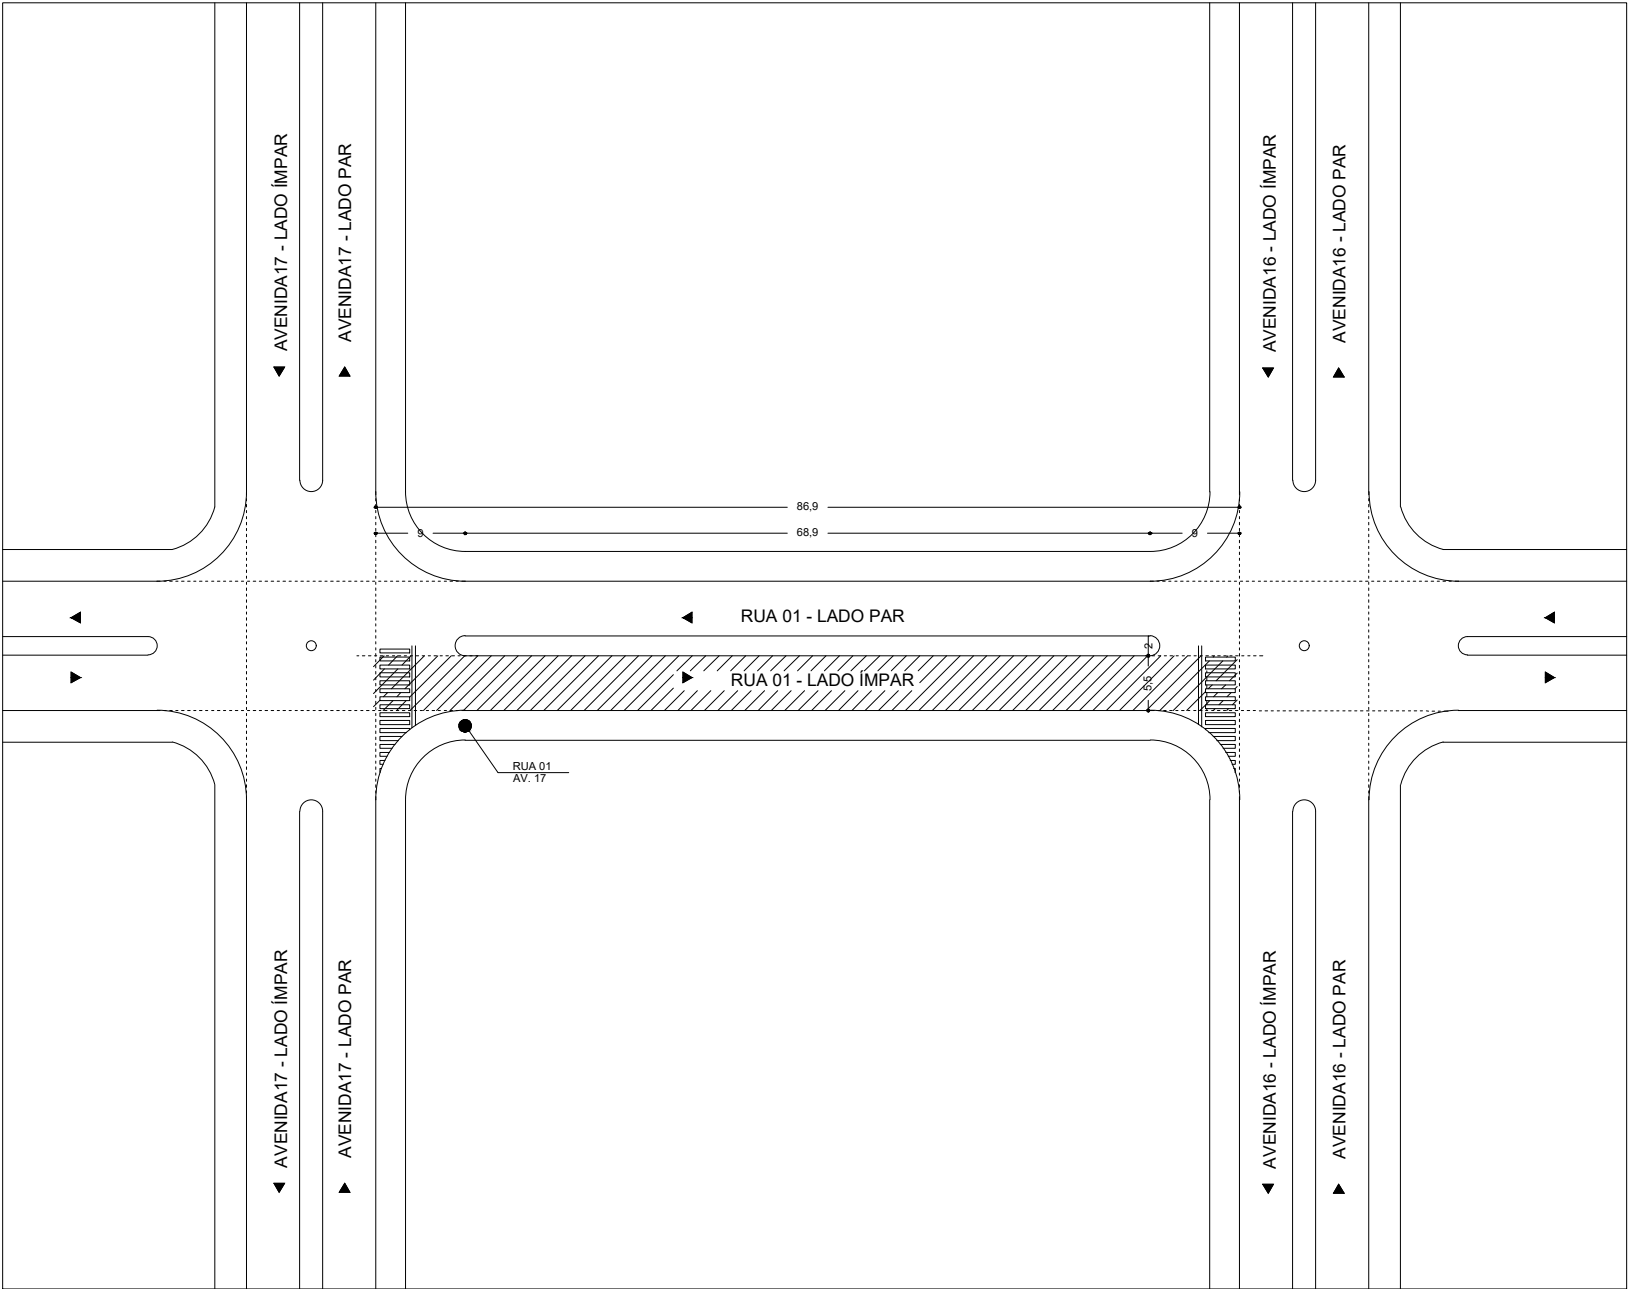 AVENIDA17 - LADO ÍMPAR
AVENIDA17 - LADO PAR
AVENIDA16 - LADO ÍMPAR
AVENIDA16 - LADO PAR
86,9
9
68,9
9
RUA 01 - LADO PAR
2
RUA 01 - LADO ÍMPAR
5,5
RUA 01
AV. 17
AVENIDA17 - LADO ÍMPAR
AVENIDA17 - LADO PAR
AVENIDA16 - LADO ÍMPAR
AVENIDA16 - LADO PAR